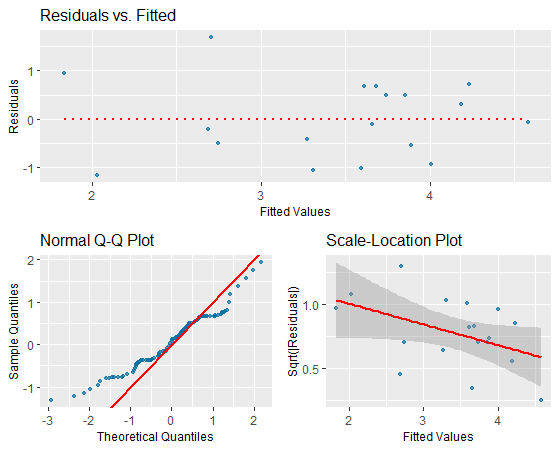 Residuals vs. Fitted
Residuals
1
0
-1
2
3
4
Fitted Values
Normal Q-Q Plot
Sample Quantiles
2
1
0
-1
-3
-2
-1
0
1
2
Theoretical Quantiles
Scale-Location Plot
Sqrt(|Residuals|)
1.0
0.5
2
3
4
Fitted Values